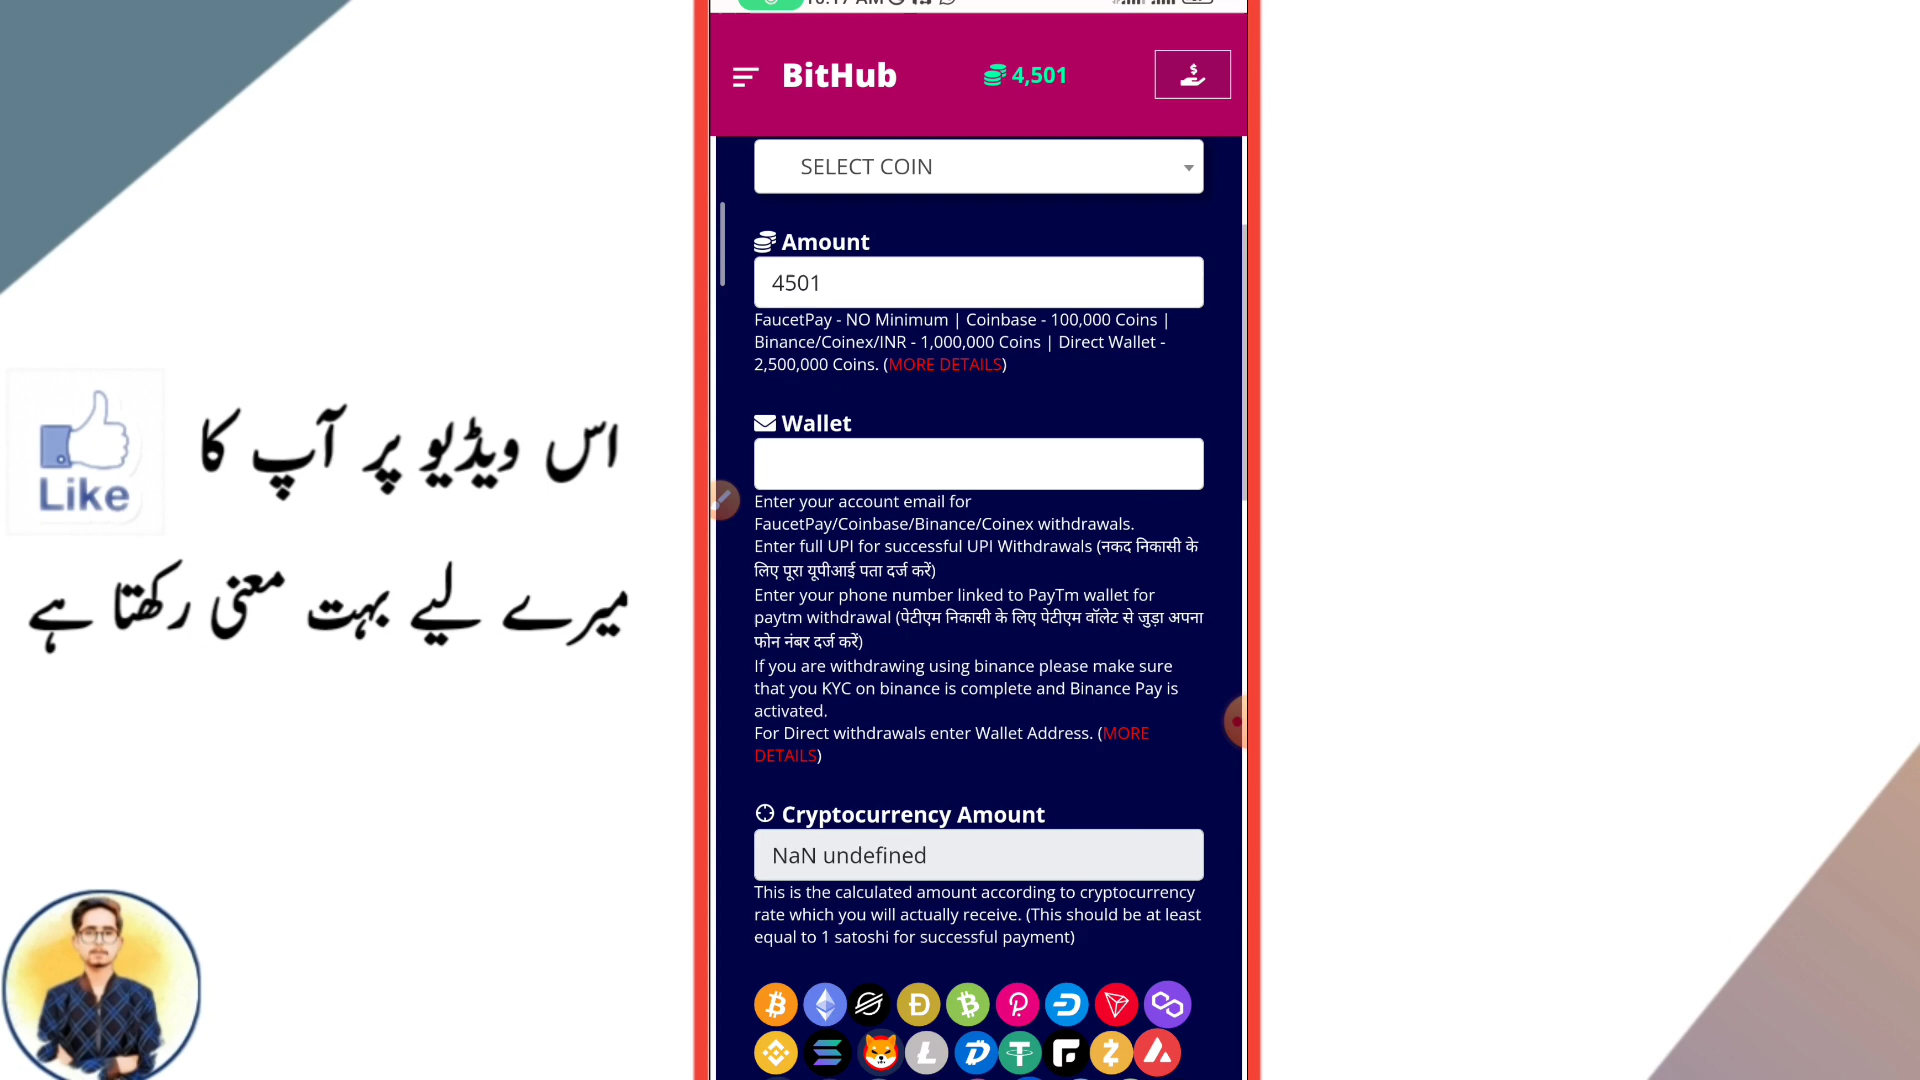 BitHub
4,501
SELECT COIN
Amount
4501
FaucetPay - NO Minimum | Coinbase - 100,000 Coins |
Binance/Coinex/INR - 1,000,000 Coins | Direct Wallet -
2,500,000 Coins. (MORE DETAILS)
Wallet
Enter your account email for
FaucetPay/Coinbase/Binance/Coinex withdrawals.
Enter full UPI for successful UPI Withdrawals (नकद निकासी के
लिए पूरा यूपीआई पता दर्ज करें)
Enter your phone number linked to PayTm wallet for
paytm withdrawal (पेटीएम निकासी के लिए पेटीएम वॉलेट से जुड़ा अपना
फोन नंबर दर्ज करें)
If you are withdrawing using binance please make sure
that you KYC on binance is complete and Binance Pay is
activated.
For Direct withdrawals enter Wallet Address. (MORE
DETAILS)
Cryptocurrency Amount
NaN undefined
This is the calculated amount according to cryptocurrency
rate which you will actually receive. (This should be at least
equal to 1 satoshi for successful payment)
Like
اس ویڈیو پر آپ کا
میرے لیے بہت معنی رکھتا ہے